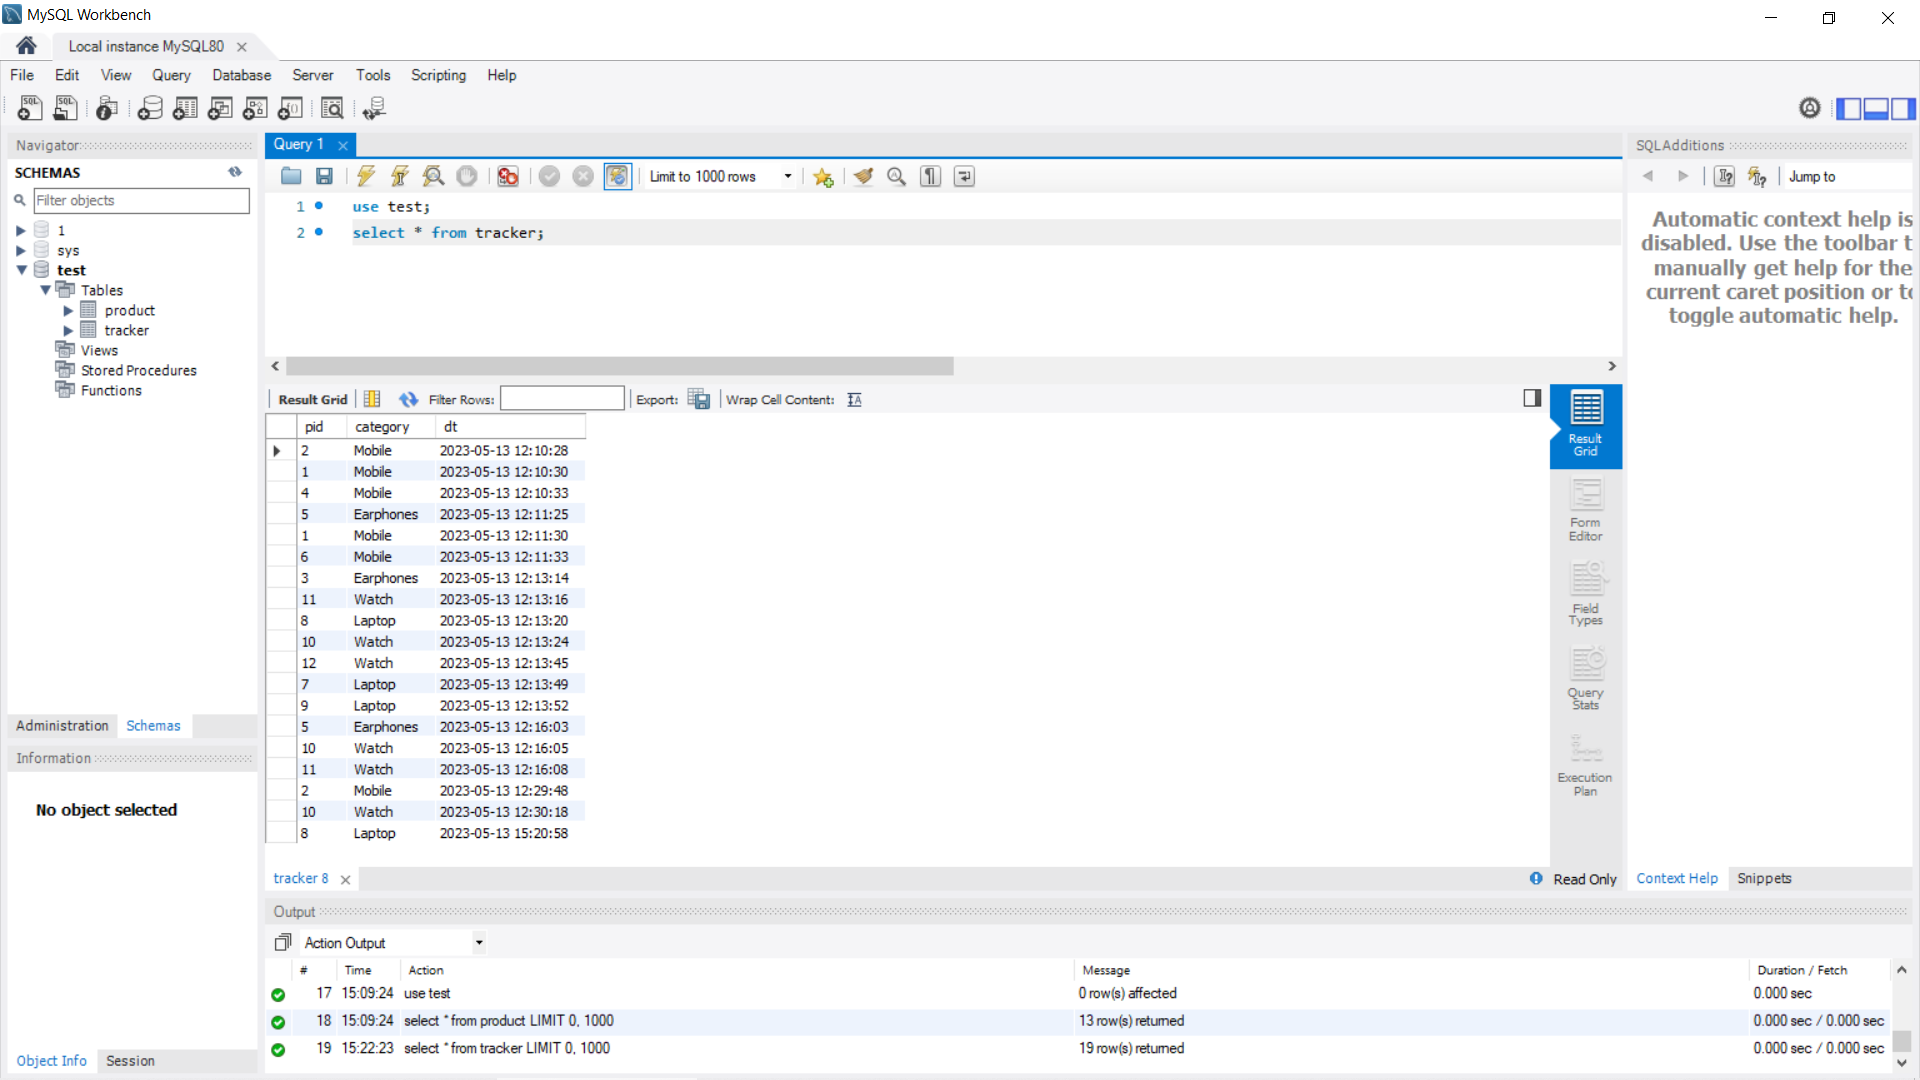 MySQL Workbench
Local instance MySQL80
File Edit View Query Database Server Tools Scripting Help
Navigator
SCHEMAS
Filter objects
1
sys
test
Tables
product
tracker
Views
Stored Procedures
Functions
Administration Schemas
Information
No object selected
Object Info Session
Query 1
Limit to 1000 rows
1 use test;
2 select * from tracker;
Result Grid Filter Rows: Export: Wrap Cell Content:
pid category dt
2 Mobile 2023-05-13 12:10:28
1 Mobile 2023-05-13 12:10:30
4 Mobile 2023-05-13 12:10:33
5 Earphones 2023-05-13 12:11:25
1 Mobile 2023-05-13 12:11:30
6 Mobile 2023-05-13 12:11:33
3 Earphones 2023-05-13 12:13:14
11 Watch 2023-05-13 12:13:16
8 Laptop 2023-05-13 12:13:20
10 Watch 2023-05-13 12:13:24
12 Watch 2023-05-13 12:13:45
7 Laptop 2023-05-13 12:13:49
9 Laptop 2023-05-13 12:13:52
5 Earphones 2023-05-13 12:16:03
10 Watch 2023-05-13 12:16:05
11 Watch 2023-05-13 12:16:08
2 Mobile 2023-05-13 12:29:48
10 Watch 2023-05-13 12:30:18
8 Laptop 2023-05-13 15:20:58
Result
Grid
Form
Editor
Field
Types
Query
Stats
Execution
Plan
tracker 8
Read Only
SQLAdditions
Jump to
Automatic context help is
disabled. Use the toolbar t
manually get help for the
current caret position or to
toggle automatic help.
Context Help Snippets
Output
Action Output
# Time Action Message Duration / Fetch
17 15:09:24 use test 0 row(s) affected 0.000 sec
18 15:09:24 select * from product LIMIT 0, 1000 13 row(s) returned 0.000 sec / 0.000 sec
19 15:22:23 select * from tracker LIMIT 0, 1000 19 row(s) returned 0.000 sec / 0.000 sec